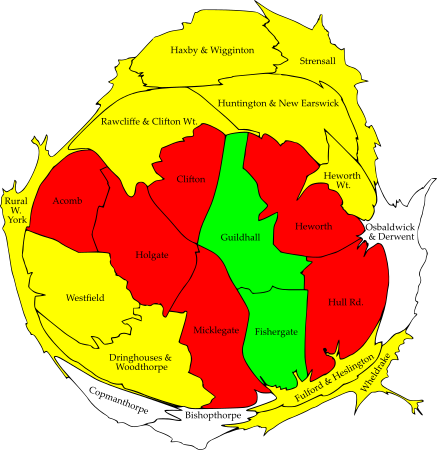 Haxby & Wigginton
Strensall
Huntington & New Earswick
Rawcliffe & Clifton Wt.
Clifton
Heworth
Wt.
Rural
W.
York
Acomb
Heworth
Osbaldwick
& Derwent
Guildhall
Holgate
Westfield
Hull Rd.
Micklegate
Fishergate
Dringhouses &
Woodthorpe
Fulford & Heslington
Wheldrake
Copmanthorpe
Bishopthorpe